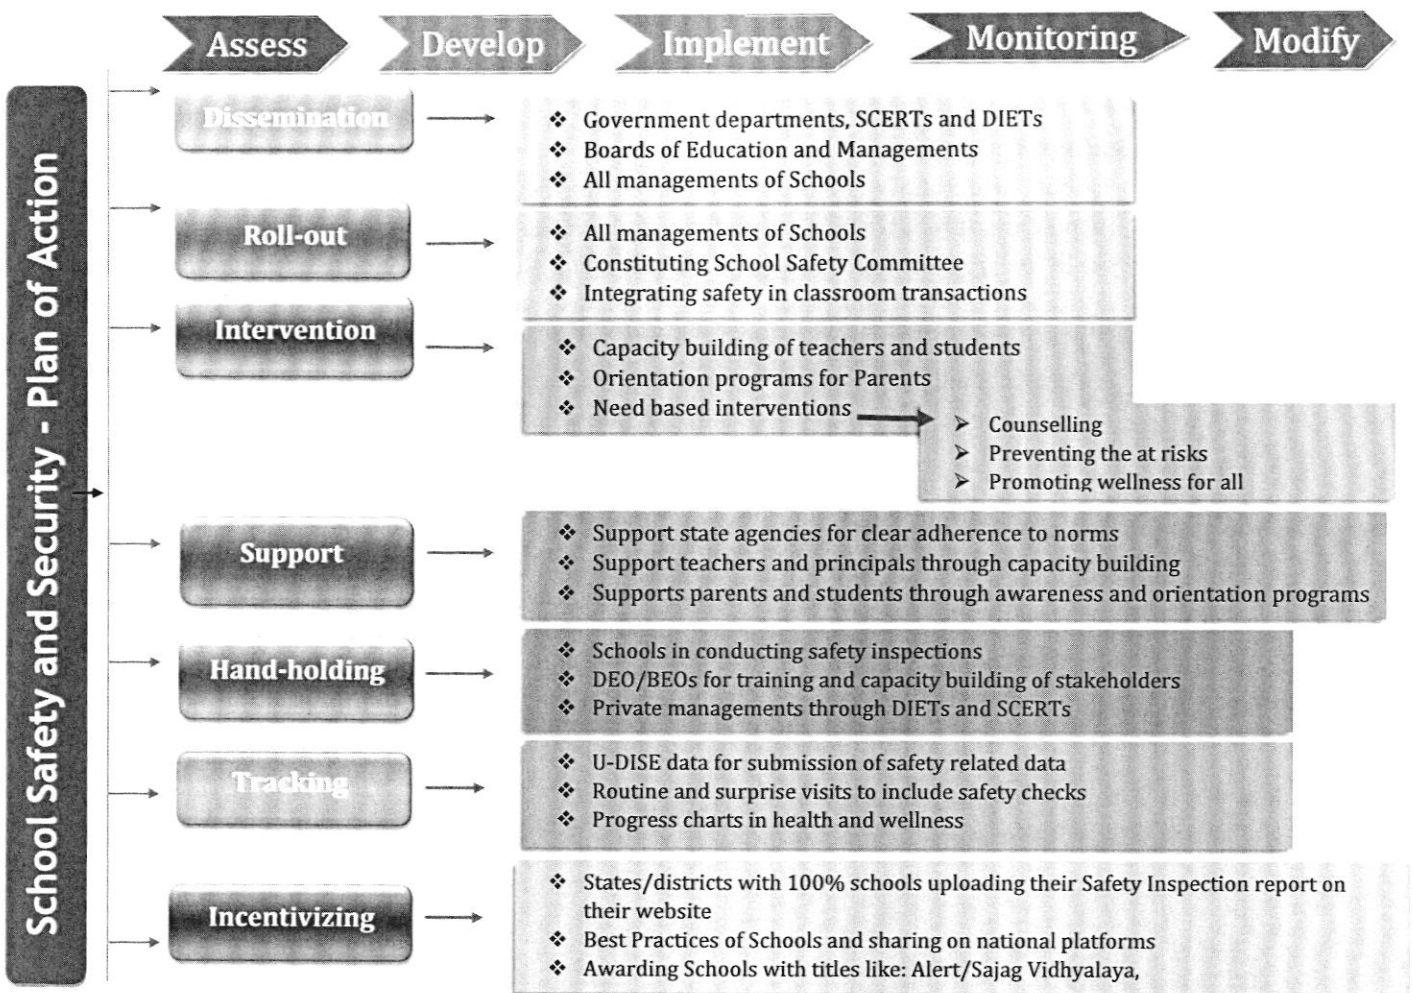 Assess Develop Implement Monitoring Modify
School Safety and Security - Plan of Action
Dissemination
❖ Government departments, SCERTs and DIETs
❖ Boards of Education and Managements
❖ All managements of Schools
Roll-out
❖ All managements of Schools
❖ Constituting School Safety Committee
❖ Integrating safety in classroom transactions
Intervention
❖ Capacity building of teachers and students
❖ Orientation programs for Parents
❖ Need based interventions
➢ Counselling
➢ Preventing the at risks
➢ Promoting wellness for all
Support
❖ Support state agencies for clear adherence to norms
❖ Support teachers and principals through capacity building
❖ Supports parents and students through awareness and orientation programs
Hand-holding
❖ Schools in conducting safety inspections
❖ DEO/BEOs for training and capacity building of stakeholders
❖ Private managements through DIETs and SCERTs
Tracking
❖ U-DISE data for submission of safety related data
❖ Routine and surprise visits to include safety checks
❖ Progress charts in health and wellness
Incentivizing
❖ States/districts with 100% schools uploading their Safety Inspection report on
their website
❖ Best Practices of Schools and sharing on national platforms
❖ Awarding Schools with titles like: Alert/Sajag Vidhyalaya,